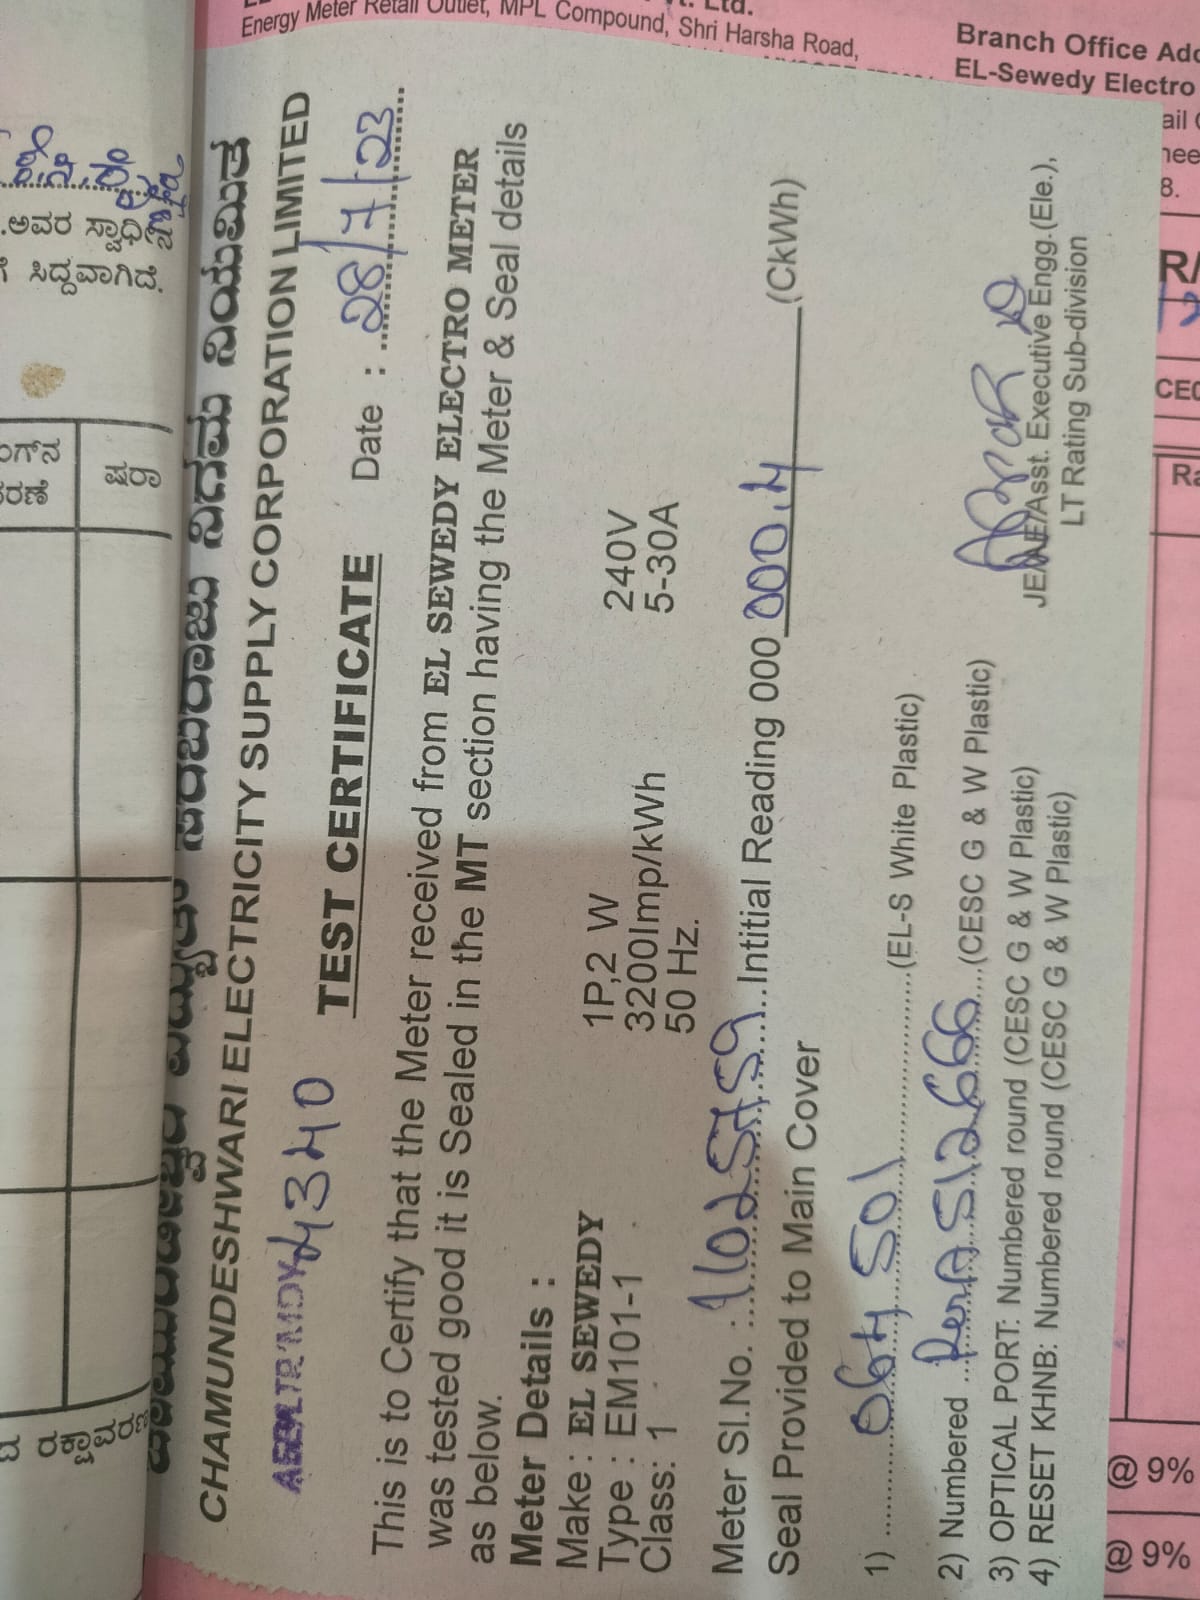 Energy Meter Retail Outlet, MPL Compound, Shri Harsha Road,
Branch Office
EL-Sewedy Electro
.ಅವರ ಸ್ವಾಧೀನ
ಸಿದ್ದವಾಗಿದೆ.
ಷರಾ
ರಕ್ಷಾವರಣ
ಸರಬರಾಜು ನಿಗಮ ನಿಯಮಿತ
CHAMUNDESHWARI ELECTRICITY SUPPLY CORPORATION LIMITED
4340
TEST CERTIFICATE Date : 28/7/23
This is to Certify that the Meter received from EL SEWEDY ELECTRO METER
was tested good it is Sealed in the MT section having the Meter & Seal details
as below.
Meter Details :
Make : EL SEWEDY 1P,2 W 240V
Type : EM101-1 3200Imp/kWh 5-30A
Class: 1 50 Hz.
Meter Sl.No. : Intitial Reading 000 000.4 (CkWh)
Seal Provided to Main Cover
1) 064501 (EL-S White Plastic)
2) Numbered (CESC G & W Plastic)
3) OPTICAL PORT: Numbered round (CESC G & W Plastic)
4) RESET KHNB: Numbered round (CESC G & W Plastic)
JE/AE/Asst. Executive Engg.(Ele.),
LT Rating Sub-division
@ 9%
@ 9%